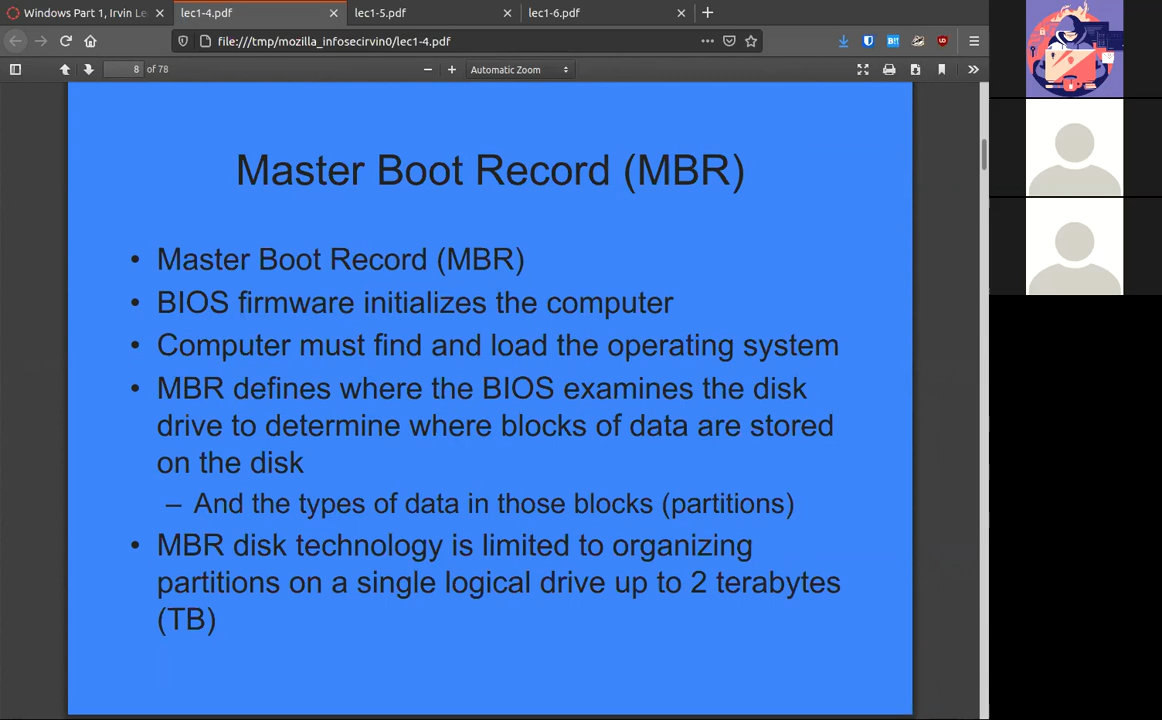 Windows Part 1, Irvin Le
lec1-4.pdf
lec1-5.pdf
lec1-6.pdf
file:///tmp/mozilla_infosecirvin0/lec1-4.pdf
8 of 78
Automatic Zoom
Master Boot Record (MBR)
• Master Boot Record (MBR)
• BIOS firmware initializes the computer
• Computer must find and load the operating system
• MBR defines where the BIOS examines the disk
drive to determine where blocks of data are stored
on the disk
– And the types of data in those blocks (partitions)
• MBR disk technology is limited to organizing
partitions on a single logical drive up to 2 terabytes
(TB)